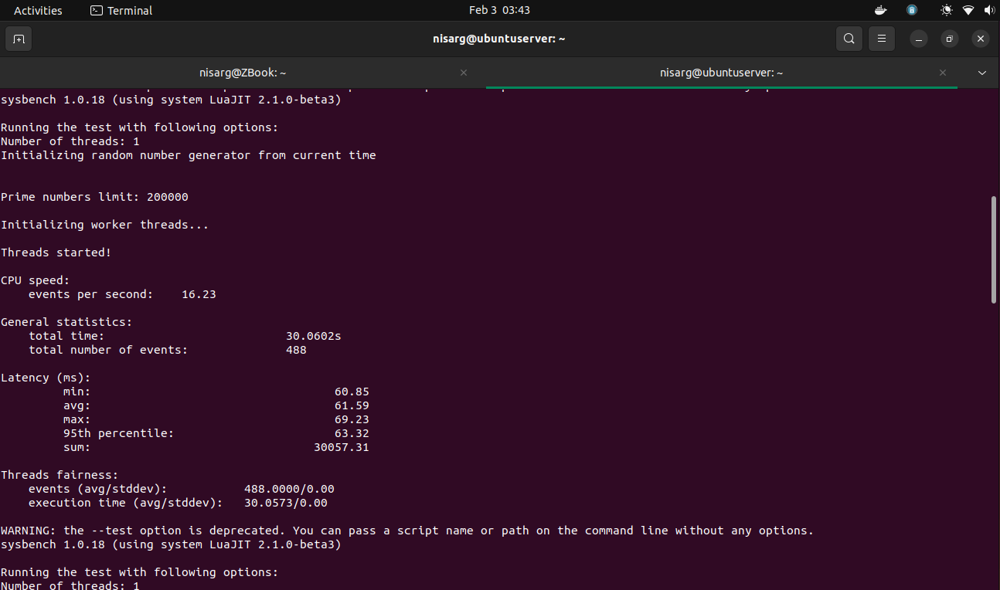 Activities Terminal Feb 3 03:43
nisarg@ubuntuserver: ~
nisarg@ZBook: ~ nisarg@ubuntuserver: ~
sysbench 1.0.18 (using system LuaJIT 2.1.0-beta3)
Running the test with following options:
Number of threads: 1
Initializing random number generator from current time
Prime numbers limit: 200000
Initializing worker threads...
Threads started!
CPU speed:
events per second: 16.23
General statistics:
total time: 30.0602s
total number of events: 488
Latency (ms):
min: 60.85
avg: 61.59
max: 69.23
95th percentile: 63.32
sum: 30057.31
Threads fairness:
events (avg/stddev): 488.0000/0.00
execution time (avg/stddev): 30.0573/0.00
WARNING: the --test option is deprecated. You can pass a script name or path on the command line without any options.
sysbench 1.0.18 (using system LuaJIT 2.1.0-beta3)
Running the test with following options:
Number of threads: 1